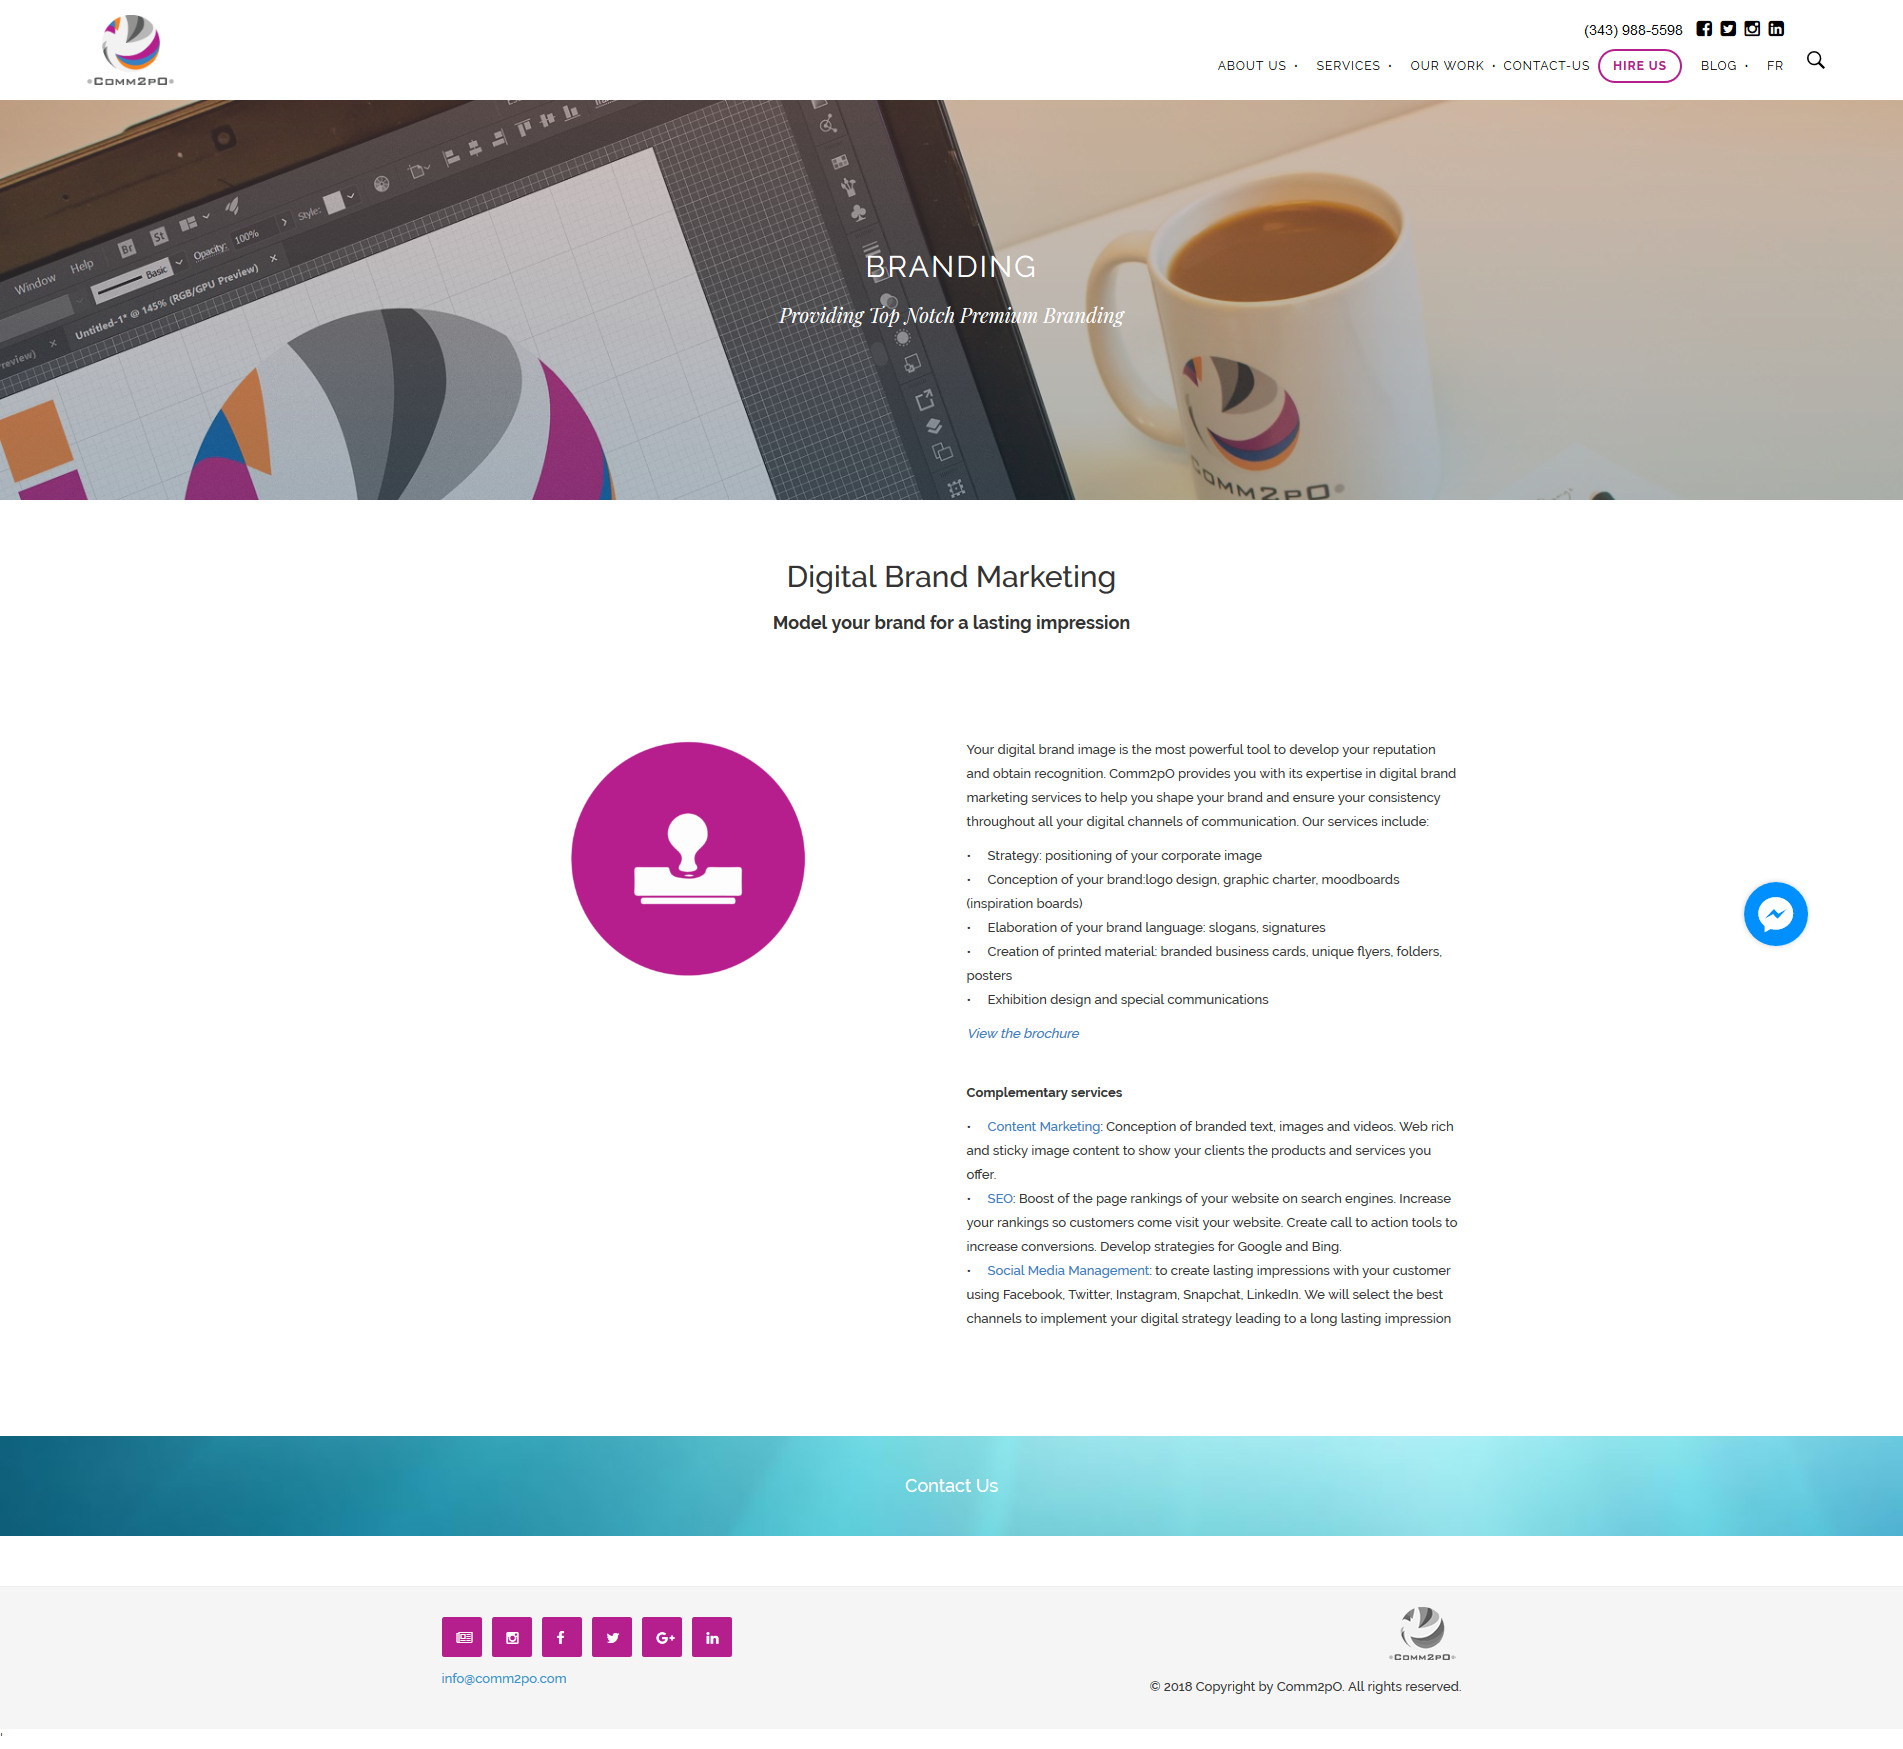 (343) 988-5598
COMM2PO
ABOUT US • SERVICES • OUR WORK • CONTACT-US HIRE US BLOG • FR
Window Help Br St Opacity: 100% Style:
Basic
Untitled-1* @ 145% (RGB/GPU Preview) ×
review) ×
BRANDING
Providing Top Notch Premium Branding
COMM2PO
Digital Brand Marketing
Model your brand for a lasting impression
Your digital brand image is the most powerful tool to develop your reputation
and obtain recognition. Comm2pO provides you with its expertise in digital brand
marketing services to help you shape your brand and ensure your consistency
throughout all your digital channels of communication. Our services include:
• Strategy: positioning of your corporate image
• Conception of your brand:logo design, graphic charter, moodboards
(inspiration boards)
• Elaboration of your brand language: slogans, signatures
• Creation of printed material: branded business cards, unique flyers, folders,
posters
• Exhibition design and special communications
View the brochure
Complementary services
• Content Marketing: Conception of branded text, images and videos. Web rich
and sticky image content to show your clients the products and services you
offer.
• SEO: Boost of the page rankings of your website on search engines. Increase
your rankings so customers come visit your website. Create call to action tools to
increase conversions. Develop strategies for Google and Bing.
• Social Media Management: to create lasting impressions with your customer
using Facebook, Twitter, Instagram, Snapchat, LinkedIn. We will select the best
channels to implement your digital strategy leading to a long lasting impression
Contact Us
COMM2PO
info@comm2po.com
© 2018 Copyright by Comm2pO. All rights reserved.
'